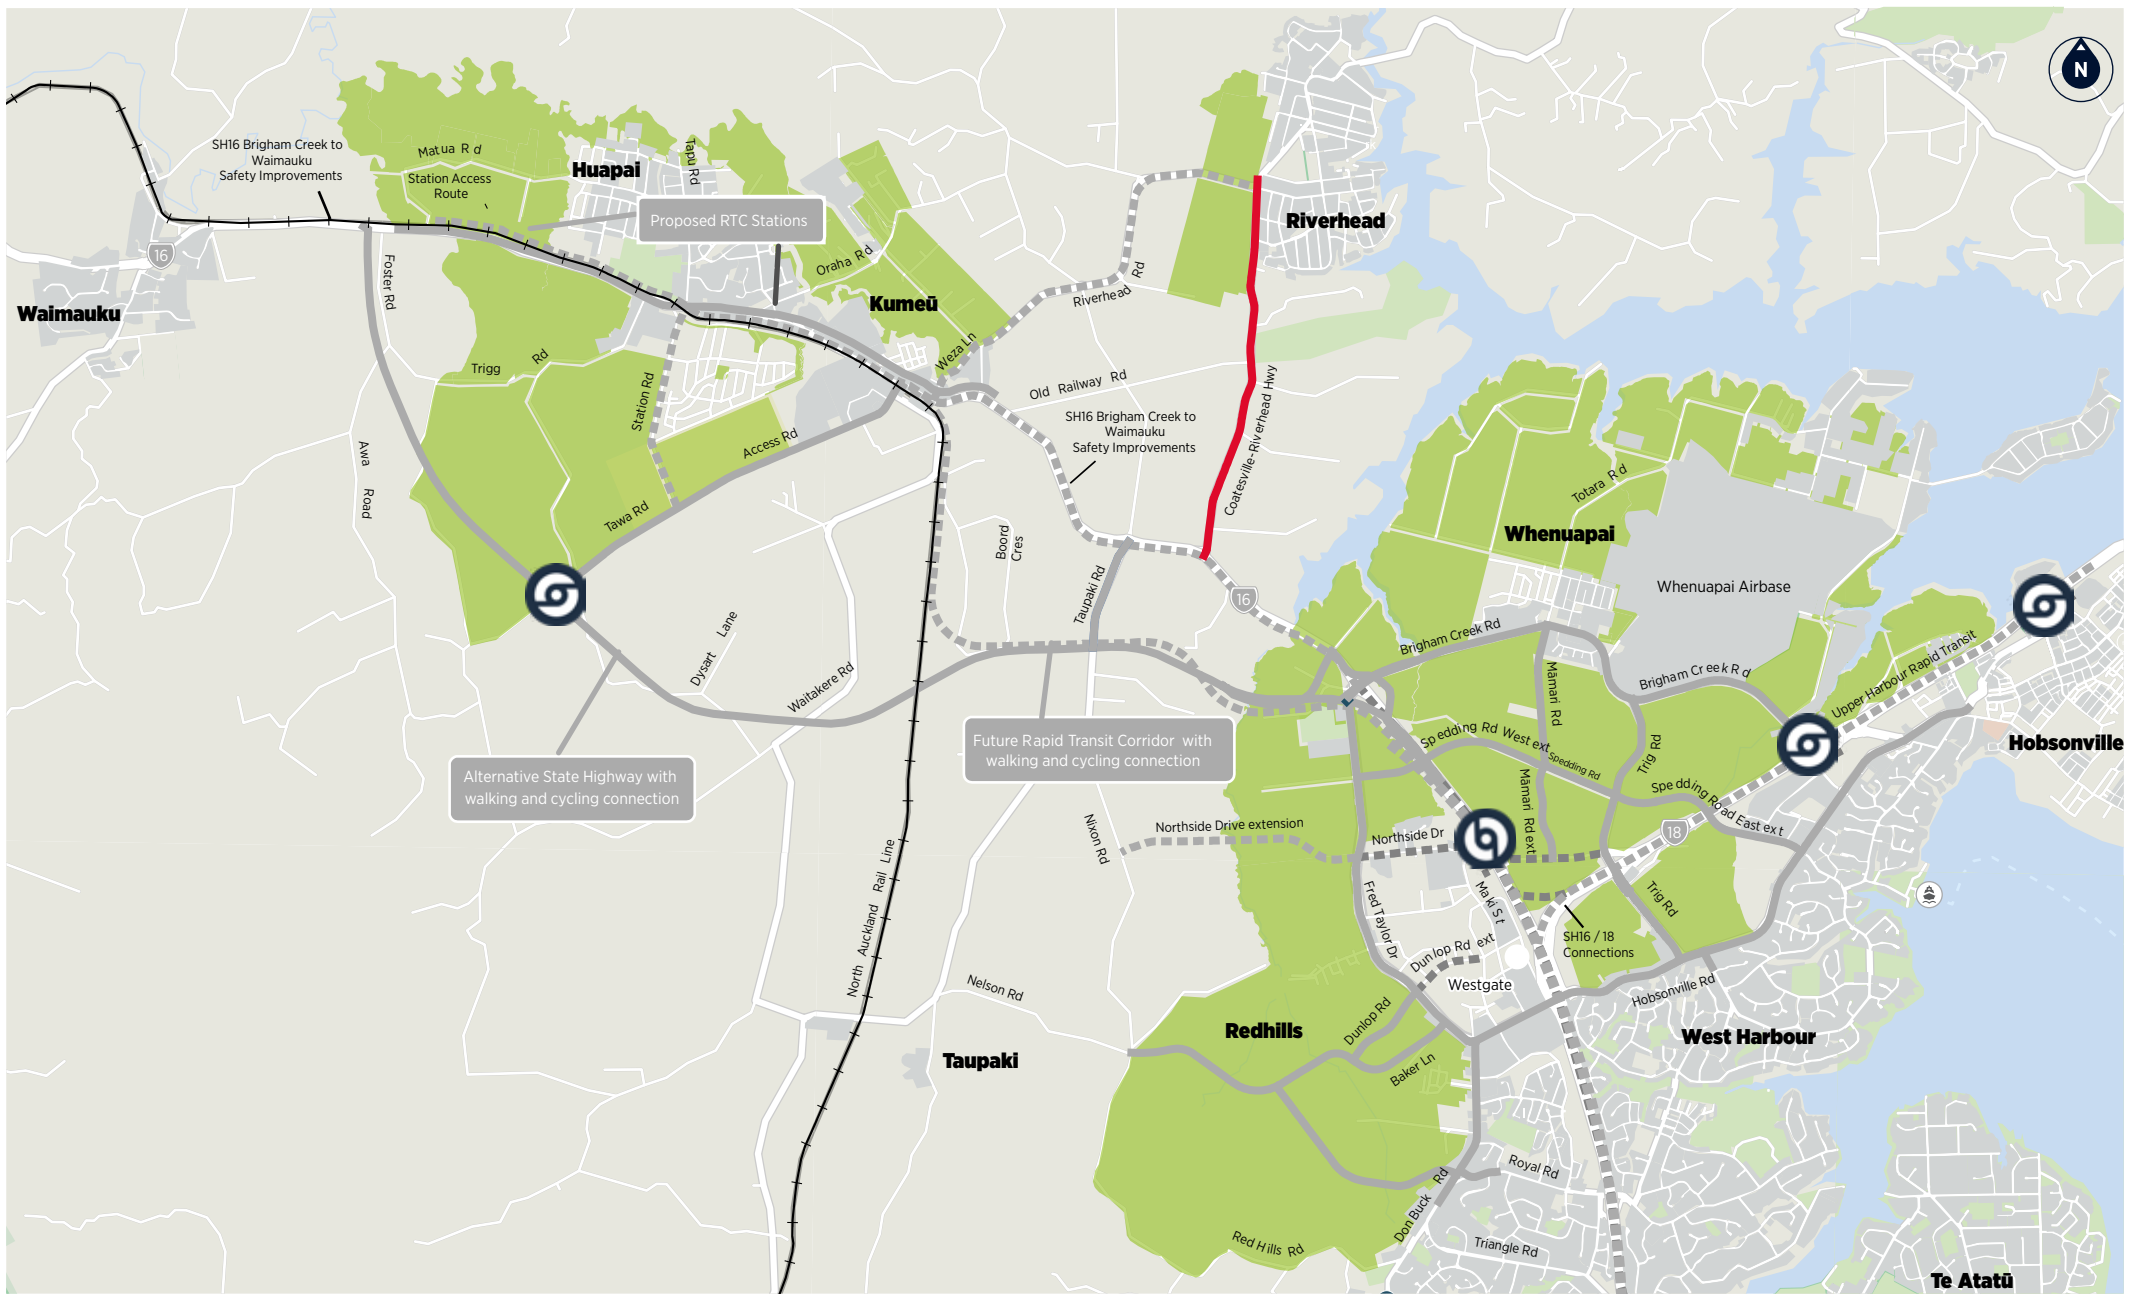 N
SH16 Brigham Creek to
Waimauku
Safety Improvements
Matua Rd
Station Access
Route
Huapai
Tapu Rd
Proposed RTC Stations
Riverhead
16
Waimauku
Foster Rd
Oraha Rd
Kumeū
Riverhead Rd
Weza Ln
Trigg Rd
Station Rd
Old Railway Rd
SH16 Brigham Creek to
Waimauku
Safety Improvements
Coatesville-Riverhead Hwy
Awa Road
Access Rd
Tawa Rd
Totara Rd
Whenuapai
Boord
Cres
Taupaki Rd
16
Whenuapai Airbase
Dysart Lane
Waitakere Rd
Brigham Creek Rd
Māmari Rd
Brigham Creek Rd
Upper Harbour Rapid Transit
Hobsonville
Future Rapid Transit Corridor with
walking and cycling connection
Alternative State Highway with
walking and cycling connection
Spedding Rd West ext
Spedding Rd
Trig Rd
Māmari Rd ext
Spedding Road East ext
Nixon Rd
Northside Drive extension
Northside Dr
18
North Auckland Rail Line
Fred Taylor Dr
Maki St
Trig Rd
SH16 / 18
Connections
Dunlop Rd ext
Westgate
Nelson Rd
Hobsonville Rd
Redhills
Dunlop Rd
West Harbour
Taupaki
Baker Ln
Royal Rd
Don Buck Rd
Red Hills Rd
Triangle Rd
Te Atatū